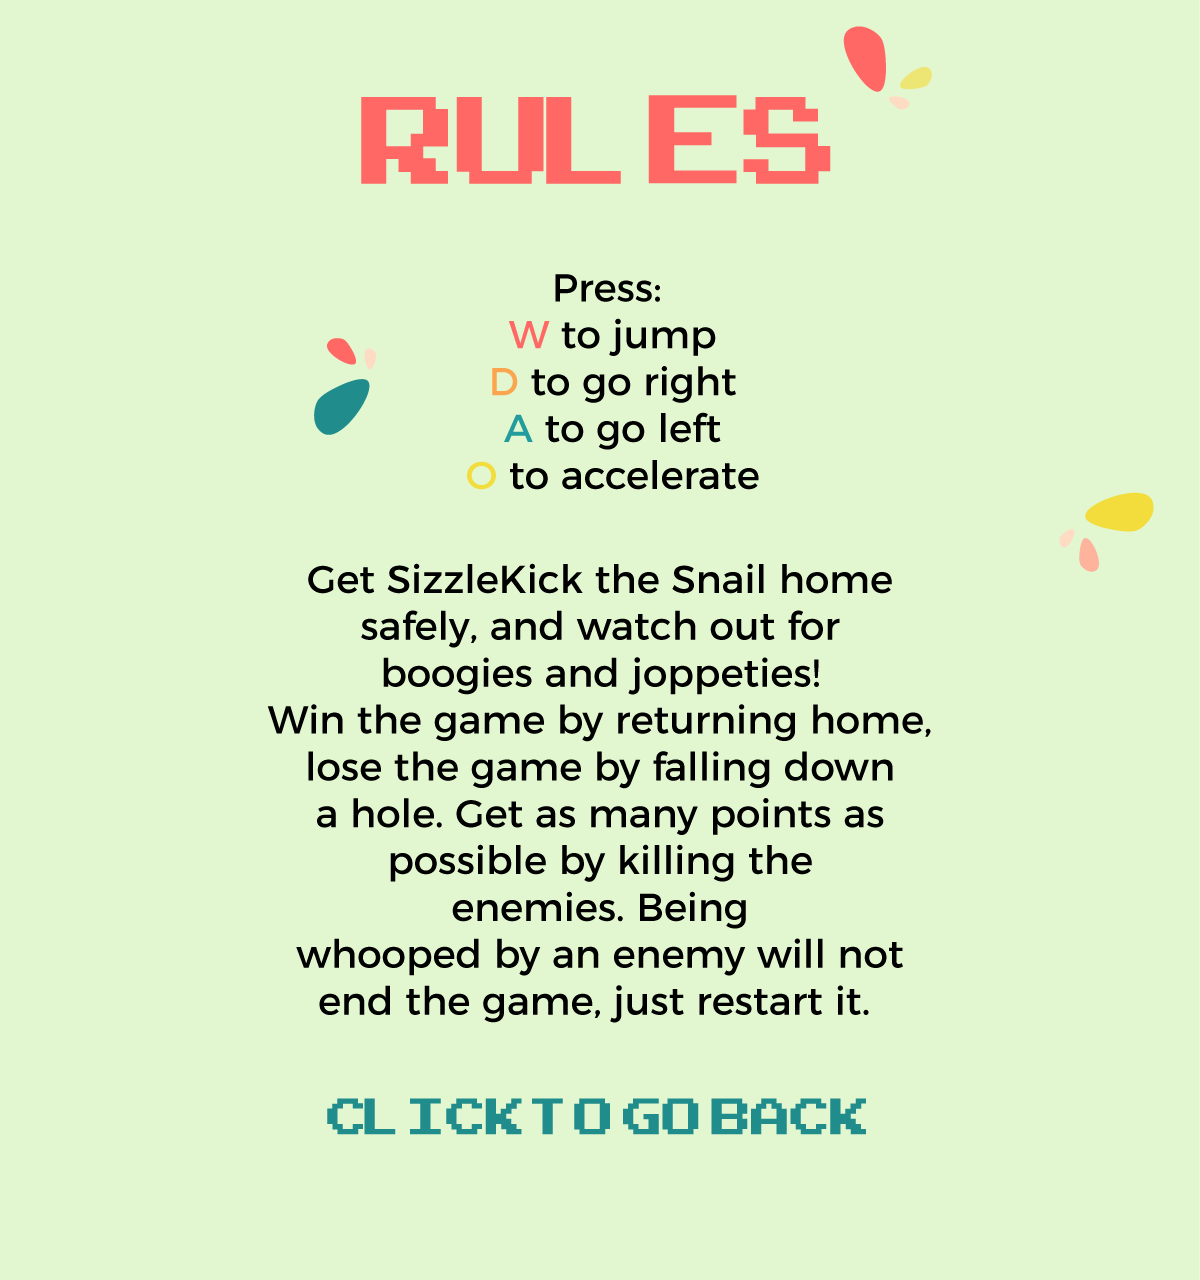 RULES
Press:
W to jump
D to go right
A to go left
O to accelerate
Get SizzleKick the Snail home
safely, and watch out for
boogies and joppeties!
Win the game by returning home,
lose the game by falling down
a hole. Get as many points as
possible by killing the
enemies. Being
whooped by an enemy will not
end the game, just restart it.
CLICK TO GO BACK